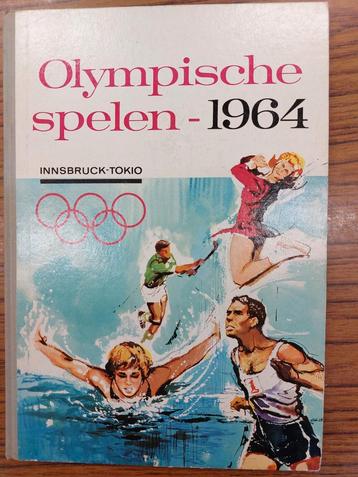 Olympische
spelen - 1964
INNSBRUCK-TOKIO